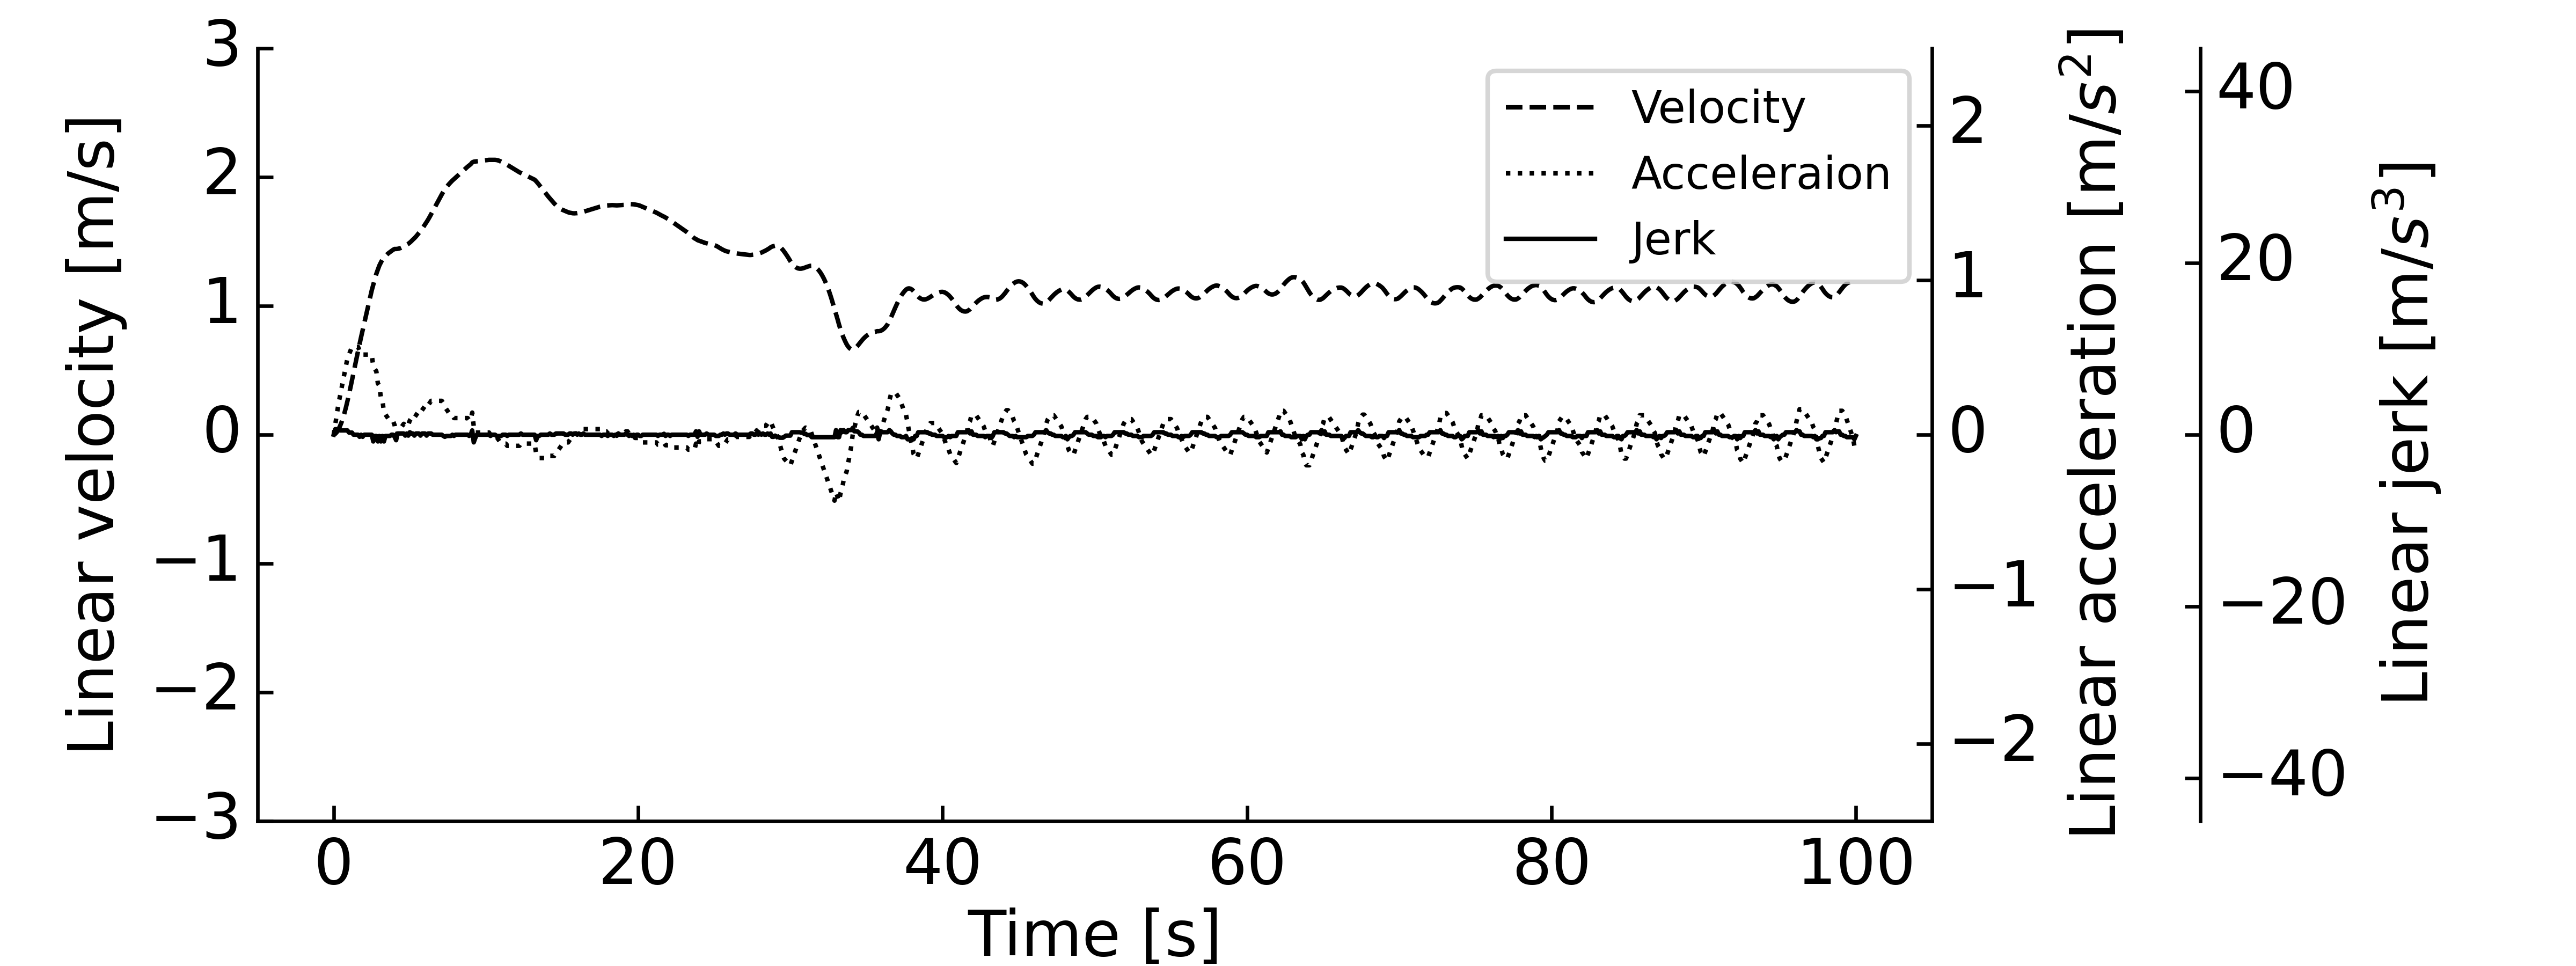 Linear velocity [m/s]
3
2
1
0
−1
−2
−3
0 20 40 60 80 100
Time [s]
Velocity
Acceleraion
Jerk
2
1
0
−1
−2
Linear acceleration [m/s²]
40
20
0
−20
−40
Linear jerk [m/s³]